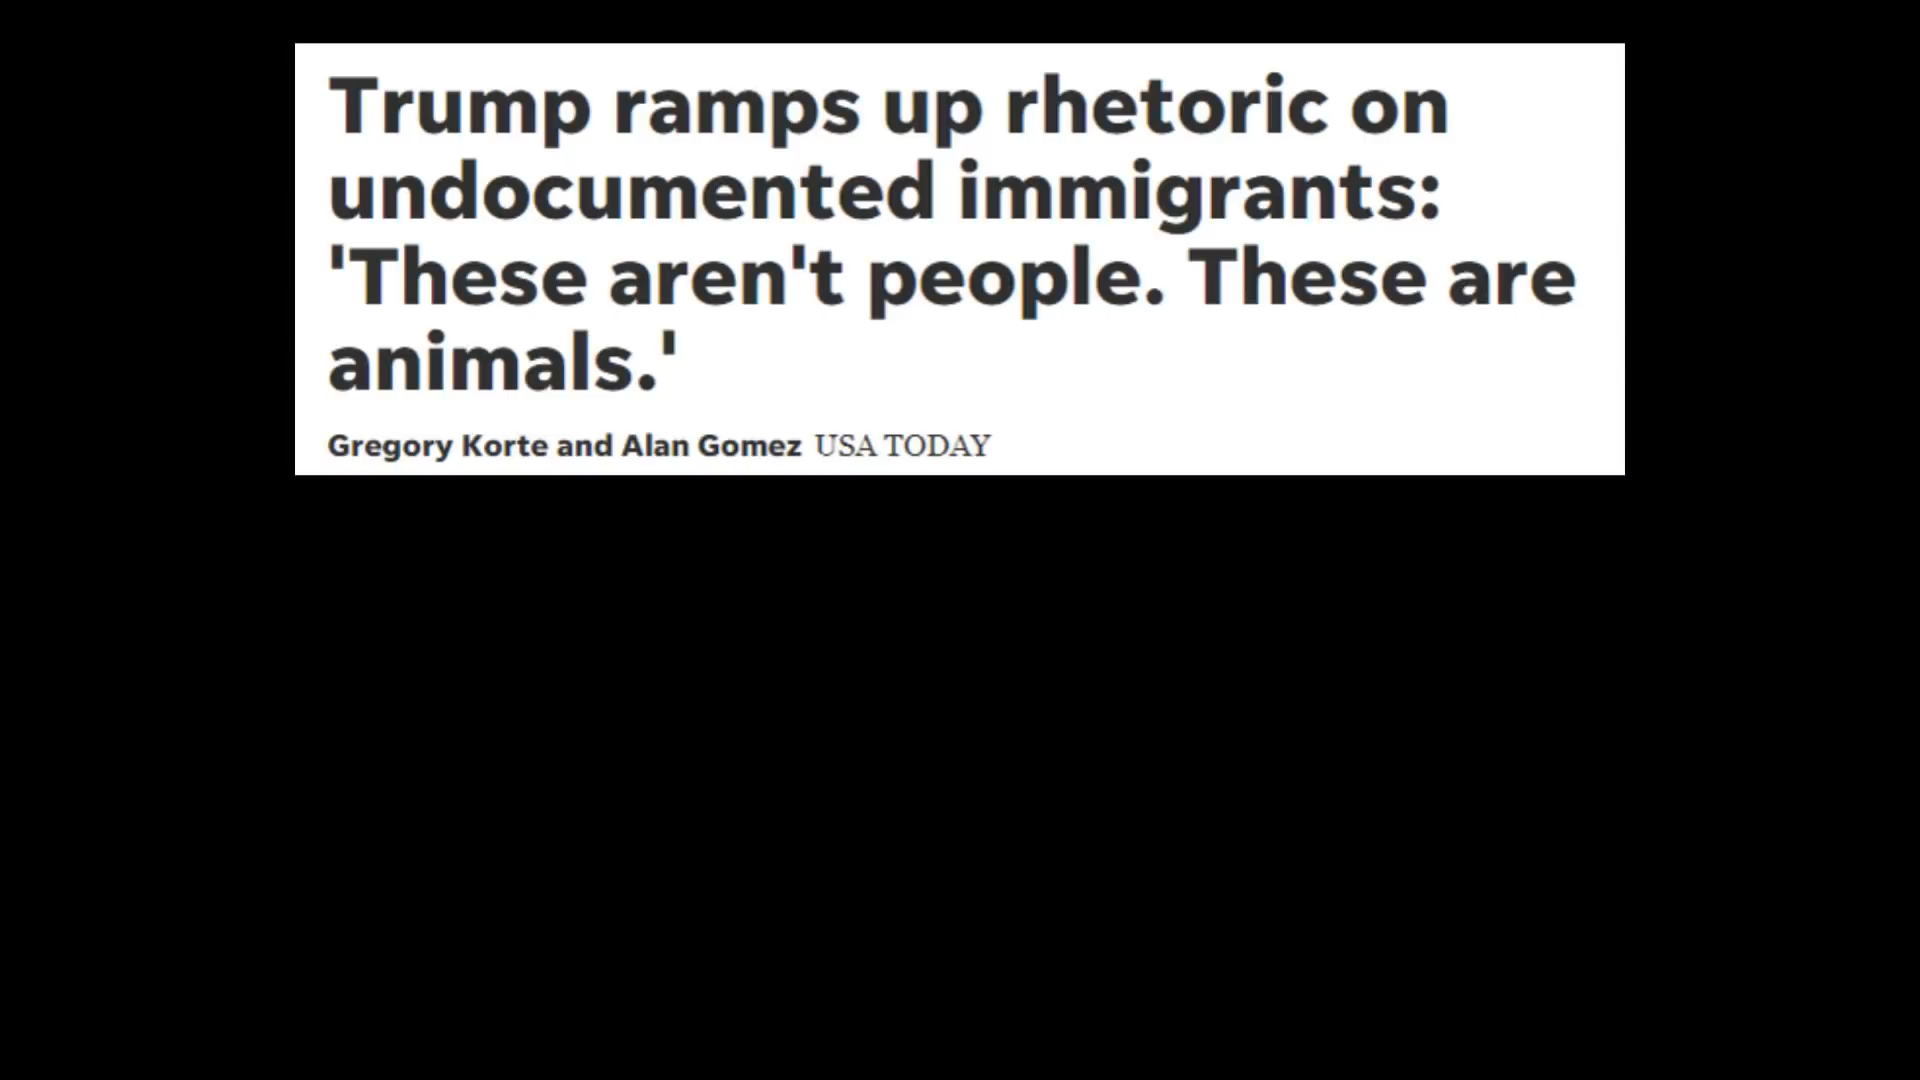 Trump ramps up rhetoric on
undocumented immigrants:
'These aren't people. These are
animals.'
Gregory Korte and Alan Gomez USA TODAY